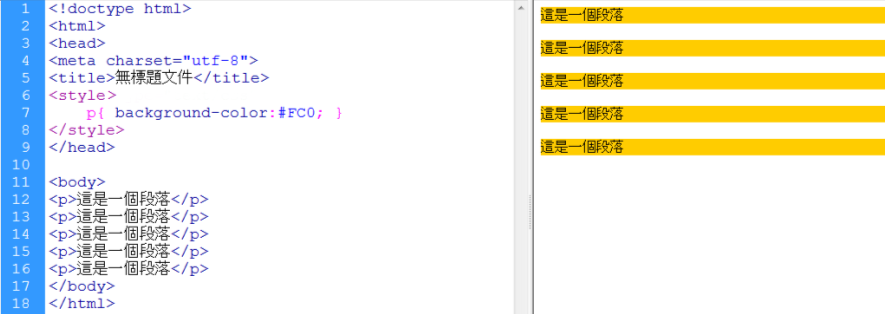 1 <!doctype html>
2 <html>
3 <head>
4 <meta charset="utf-8">
5 <title>無標題文件</title>
6 <style>
7 p{ background-color:#FC0; }
8 </style>
9 </head>
10
11 <body>
12 <p>這是一個段落</p>
13 <p>這是一個段落</p>
14 <p>這是一個段落</p>
15 <p>這是一個段落</p>
16 <p>這是一個段落</p>
17 </body>
18 </html>
這是一個段落
這是一個段落
這是一個段落
這是一個段落
這是一個段落